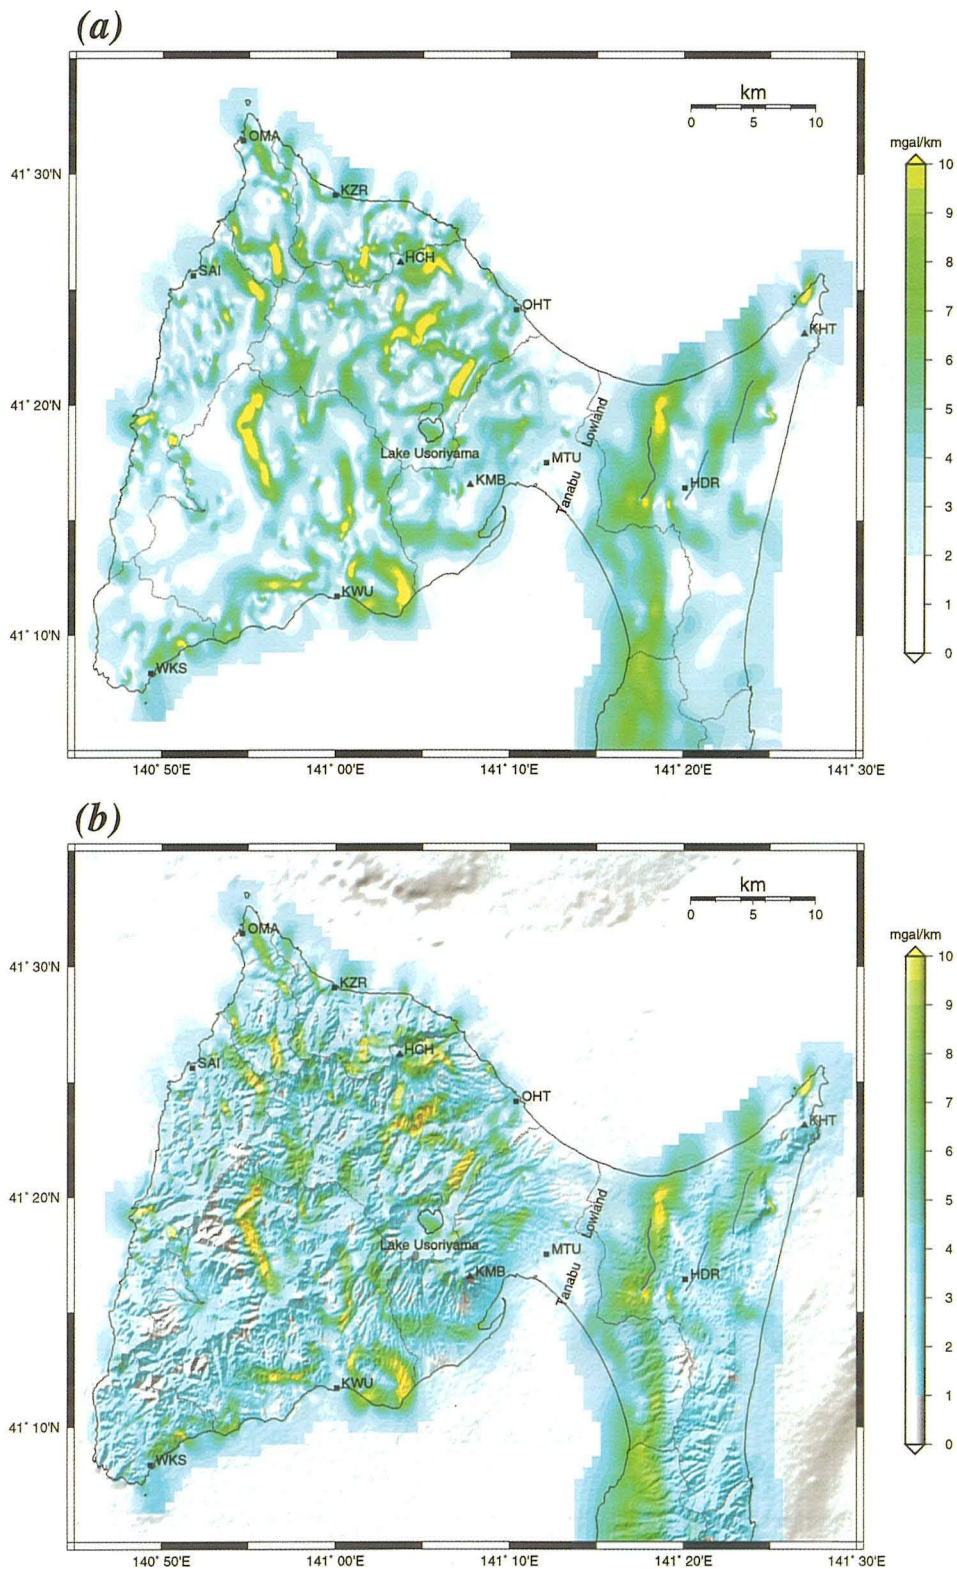 (a)
km
0 5 10
mgal/km
10
9
8
7
6
5
4
3
2
1
0
41° 30'N
41° 20'N
41° 10'N
OMA
KZR
HCH
SAI
OHT
KHT
Lowland
Lake Usoriyama
MTU
KMB
Tanabu
HDR
KWU
WKS
140° 50'E 141° 00'E 141° 10'E 141° 20'E 141° 30'E
(b)
km
0 5 10
mgal/km
10
9
8
7
6
5
4
3
2
1
0
41° 30'N
41° 20'N
41° 10'N
OMA
KZR
HCH
SAI
OHT
KHT
Lowland
Lake Usoriyama
MTU
KMB
Tanabu
HDR
KWU
WKS
140° 50'E 141° 00'E 141° 10'E 141° 20'E 141° 30'E